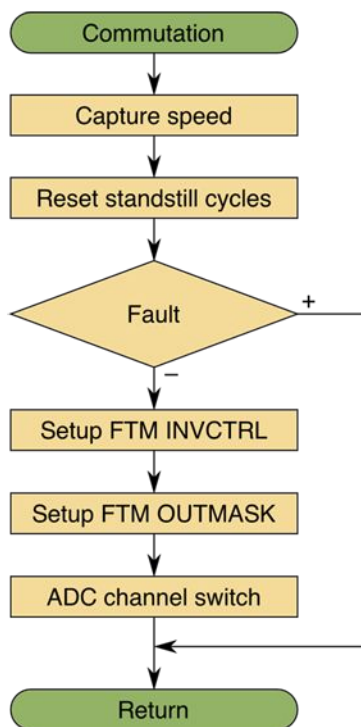 Commutation
Capture speed
Reset standstill cycles
Fault
+
–
Setup FTM INVCTRL
Setup FTM OUTMASK
ADC channel switch
Return